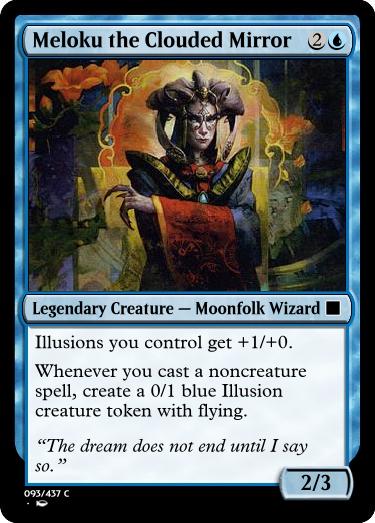 Meloku the Clouded Mirror 2
Legendary Creature — Moonfolk Wizard
Illusions you control get +1/+0.
Whenever you cast a noncreature
spell, create a 0/1 blue Illusion
creature token with flying.
"The dream does not end until I say
so."
2/3
093/437 C